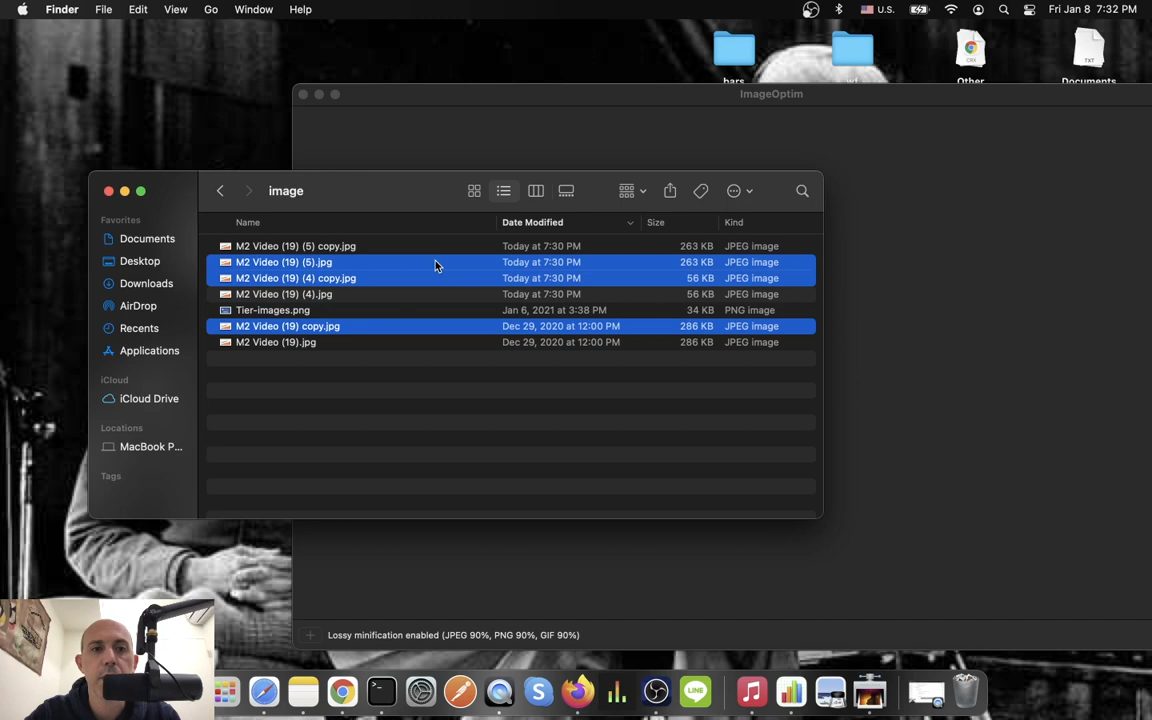 Finder File Edit View Go Window Help U.S. Fri Jan 8 7:32 PM
bars Other Documents
CRX TXT
ImageOptim
image
Favorites
Documents
Desktop
Downloads
AirDrop
Recents
Applications
iCloud
iCloud Drive
Locations
MacBook P...
Tags
Name Date Modified Size Kind
M2 Video (19) (5) copy.jpg Today at 7:30 PM 263 KB JPEG image
M2 Video (19) (5).jpg Today at 7:30 PM 263 KB JPEG image
M2 Video (19) (4) copy.jpg Today at 7:30 PM 56 KB JPEG image
M2 Video (19) (4).jpg Today at 7:30 PM 56 KB JPEG image
Tier-images.png Jan 6, 2021 at 3:38 PM 34 KB PNG image
M2 Video (19) copy.jpg Dec 29, 2020 at 12:00 PM 286 KB JPEG image
M2 Video (19).jpg Dec 29, 2020 at 12:00 PM 286 KB JPEG image
Lossy minification enabled (JPEG 90%, PNG 90%, GIF 90%)
LINE